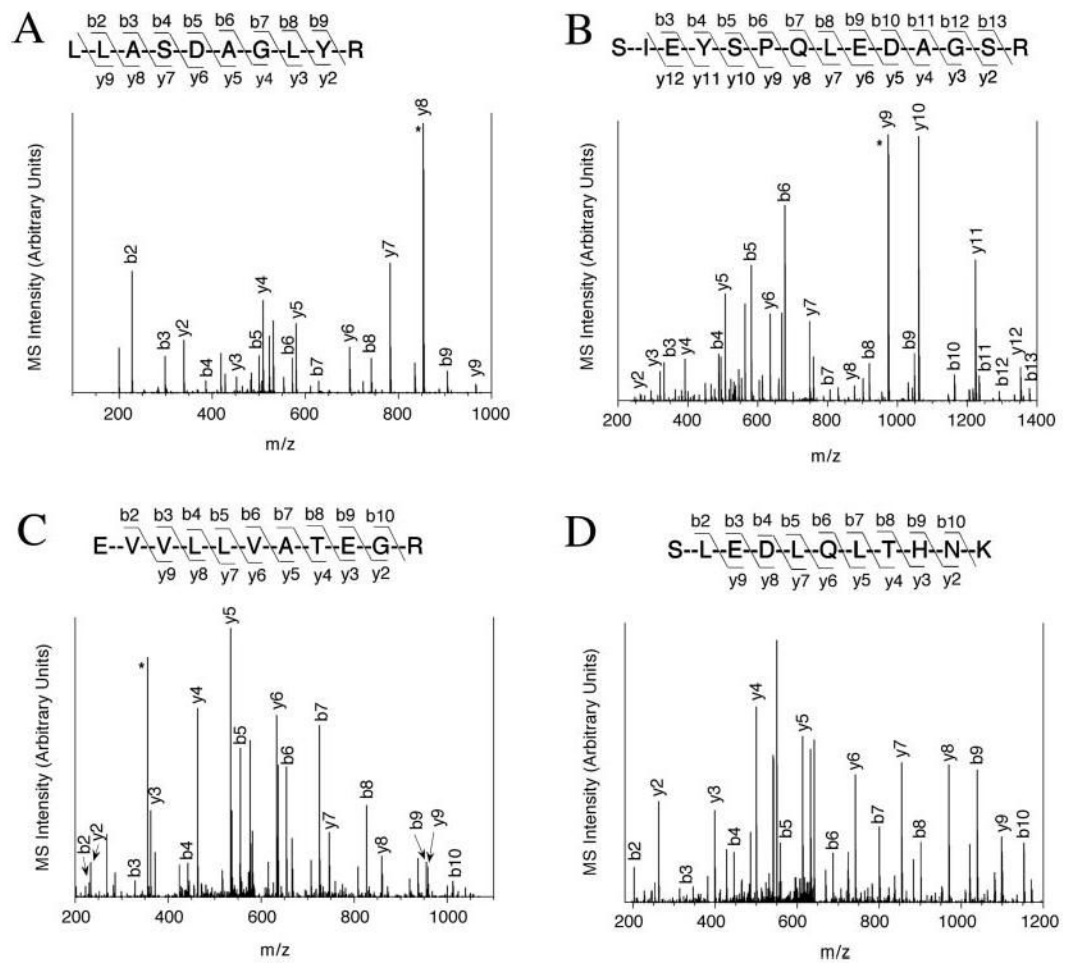 A
b2 b3 b4 b5 b6 b7 b8 b9
L--L--A--S--D--A--G--L--Y--R
y9 y8 y7 y6 y5 y4 y3 y2
MS Intensity (Arbitrary Units)
b2 b3 y2 b4 y3 b5 y4 b6 y5 b7 y6 b8 y7 * y8 b9 y9
200 400 600 800 1000
m/z
B
b3 b4 b5 b6 b7 b8 b9 b10 b11 b12 b13
S--I--E--Y--S--P--Q--L--E--D--A--G--S--R
y12 y11 y10 y9 y8 y7 y6 y5 y4 y3 y2
MS Intensity (Arbitrary Units)
y2 y3 b3 y4 b4 y5 b5 y6 b6 y7 b7 y8 b8 * y9 b9 y10 b10 y11 b11 b12 y12 b13
200 400 600 800 1000 1200 1400
m/z
C
b2 b3 b4 b5 b6 b7 b8 b9 b10
E--V--V--L--L--V--A--T--E--G--R
y9 y8 y7 y6 y5 y4 y3 y2
MS Intensity (Arbitrary Units)
b2 y2 b3 * y3 b4 y4 y5 b5 y6 b6 b7 y7 b8 y8 b9 y9 b10
200 400 600 800 1000
m/z
D
b2 b3 b4 b5 b6 b7 b8 b9 b10
S--L--E--D--L--Q--L--T--H--N--K
y9 y8 y7 y6 y5 y4 y3 y2
MS Intensity (Arbitrary Units)
b2 y2 b3 y3 b4 y4 b5 y5 b6 y6 b7 y7 b8 y8 b9 y9 b10
200 400 600 800 1000 1200
m/z